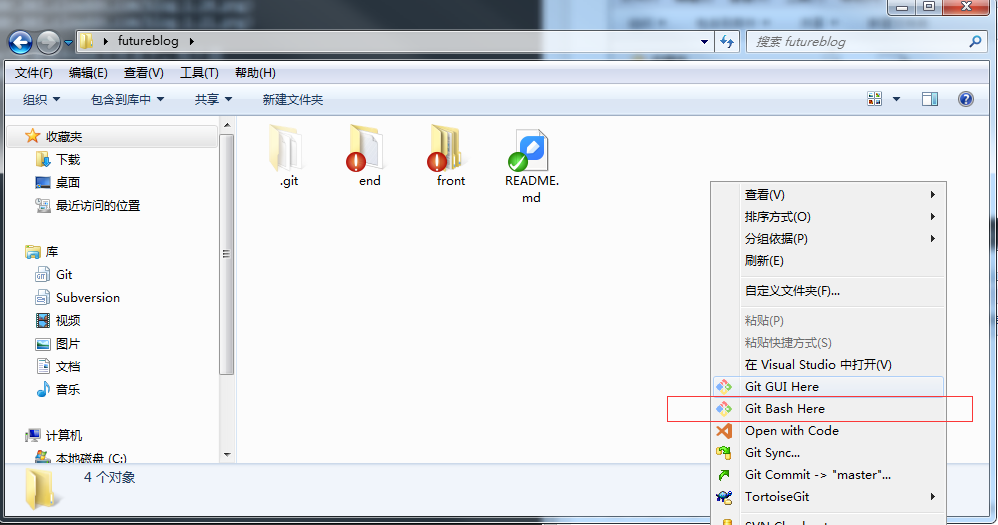 futureblog
搜索 futureblog
文件(F) 编辑(E) 查看(V) 工具(T) 帮助(H)
组织 包含到库中 共享 新建文件夹
收藏夹
下载
桌面
最近访问的位置
库
Git
Subversion
视频
图片
文档
音乐
计算机
本地磁盘 (C:)
.git
end
front
README.
md
4 个对象
查看(V)
排序方式(O)
分组依据(P)
刷新(E)
自定义文件夹(F)...
粘贴(P)
粘贴快捷方式(S)
在 Visual Studio 中打开(V)
Git GUI Here
Git Bash Here
Open with Code
Git Sync...
Git Commit -> "master"...
TortoiseGit